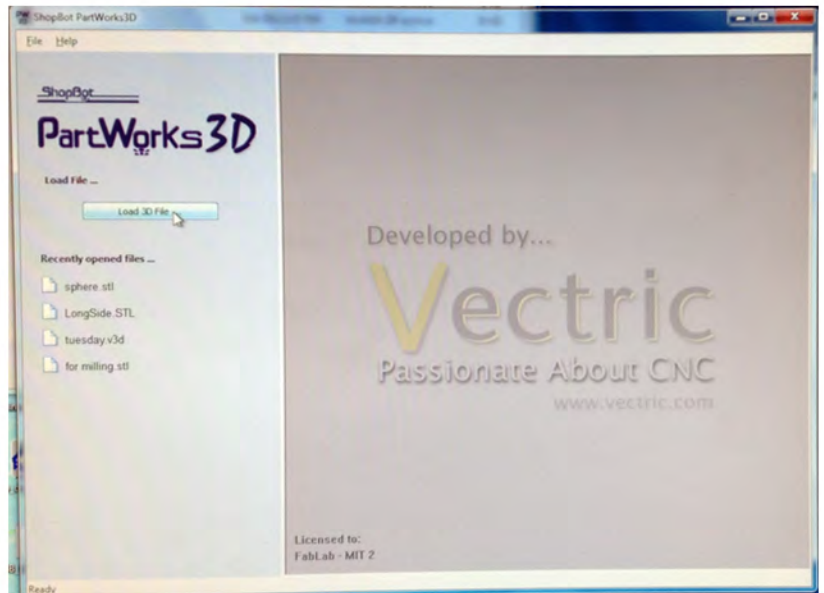 ShopBot PartWorks3D
File Help
ShopBot
PartWorks3D
Load File ...
Load 3D File ...
Recently opened files ...
sphere.stl
LongSide.STL
tuesday.v3d
for milling.stl
Developed by...
Vectric
Passionate About CNC
www.vectric.com
Licensed to:
FabLab - MIT 2
Ready